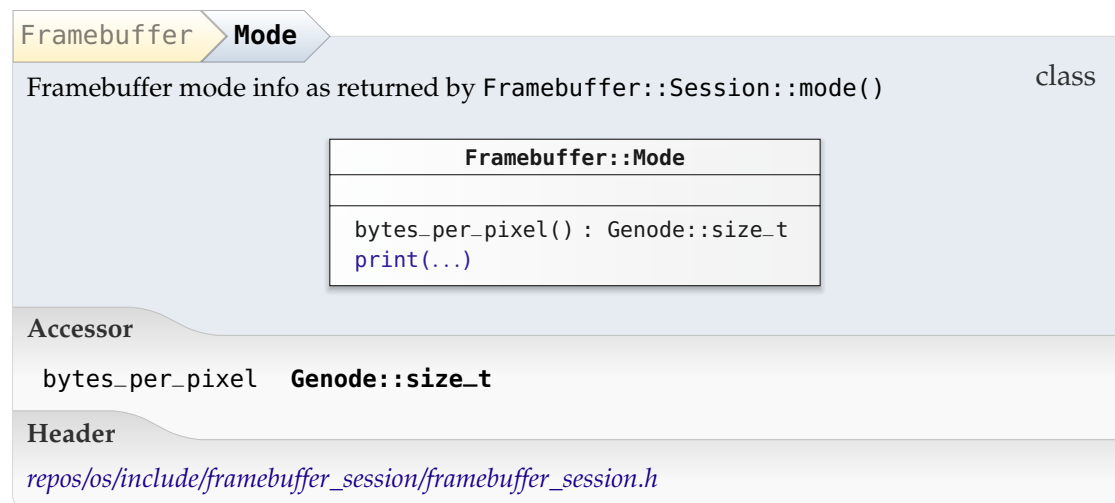 Framebuffer Mode
class
Framebuffer mode info as returned by Framebuffer::Session::mode()
Framebuffer::Mode
bytes_per_pixel() : Genode::size_t
print(...)
Accessor
bytes_per_pixel Genode::size_t
Header
repos/os/include/framebuffer_session/framebuffer_session.h